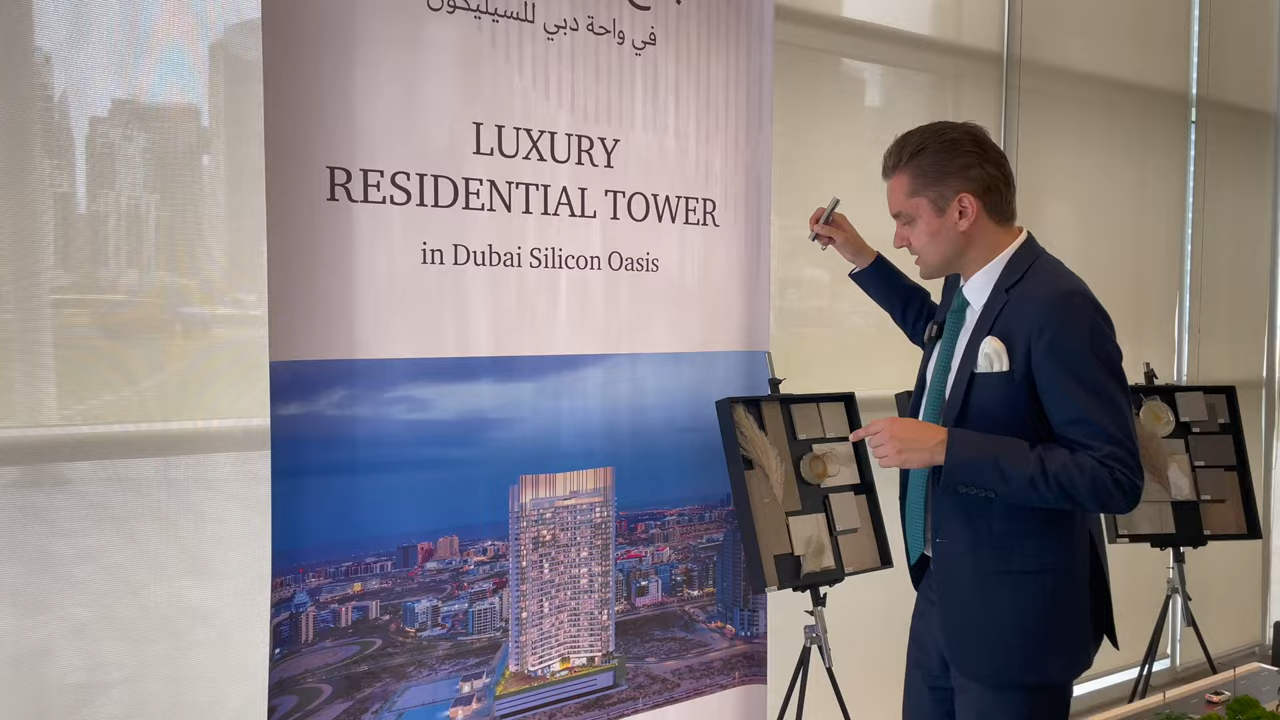 في واحة دبي للسيليكون
LUXURY
RESIDENTIAL TOWER
in Dubai Silicon Oasis